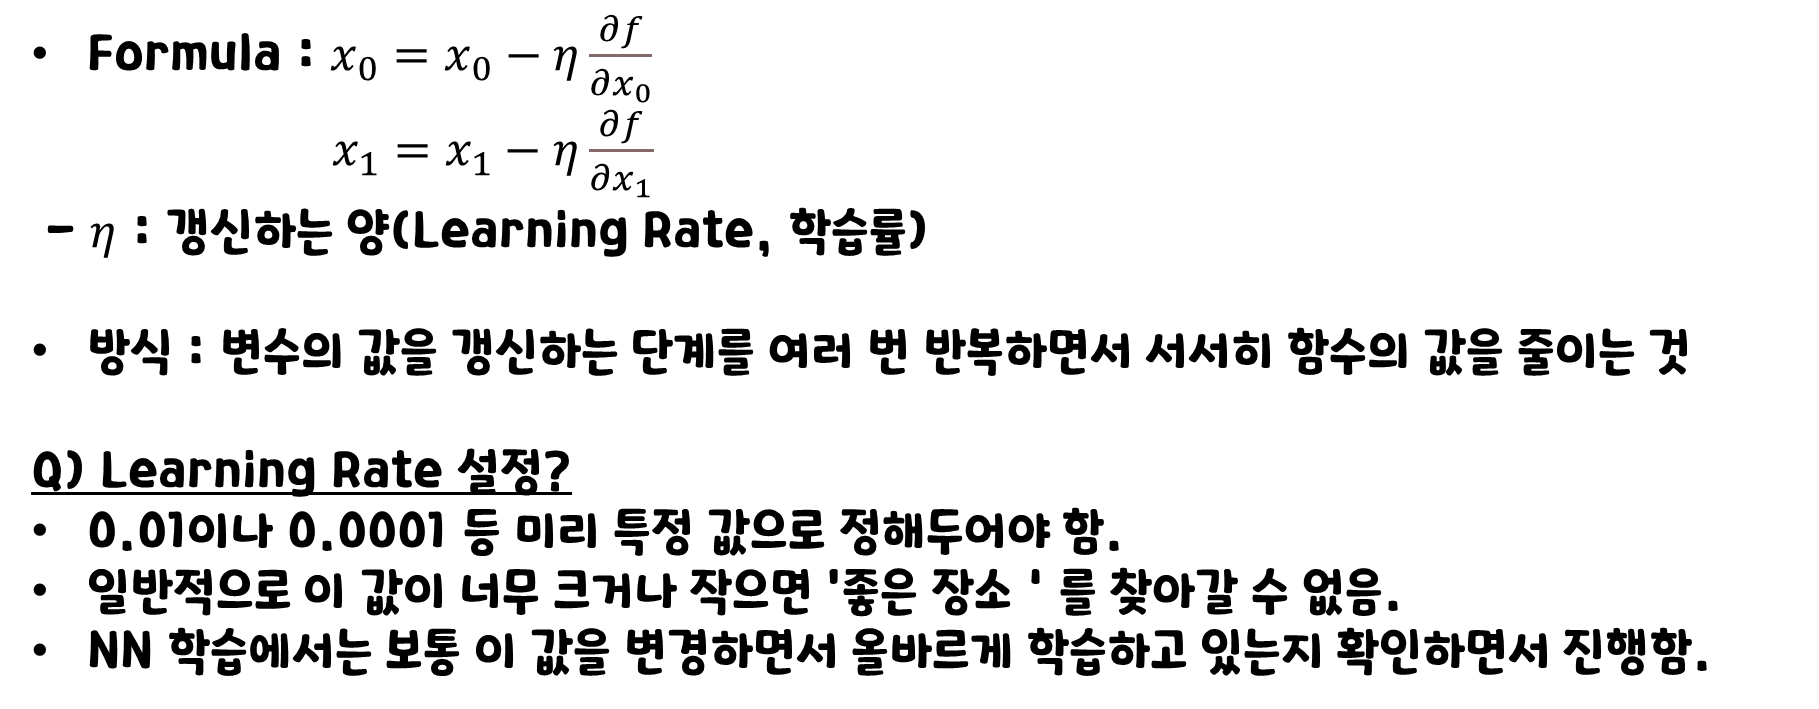 • Formula : x₀ = x₀ − η ∂f/∂x₀
x₁ = x₁ − η ∂f/∂x₁
- η : 갱신하는 양(Learning Rate, 학습률)
• 방식 : 변수의 값을 갱신하는 단계를 여러 번 반복하면서 서서히 함수의 값을 줄이는 것
Q) Learning Rate 설정?
• 0.01이나 0.0001 등 미리 특정 값으로 정해두어야 함.
• 일반적으로 이 값이 너무 크거나 작으면 '좋은 장소 ' 를 찾아갈 수 없음.
• NN 학습에서는 보통 이 값을 변경하면서 올바르게 학습하고 있는지 확인하면서 진행함.